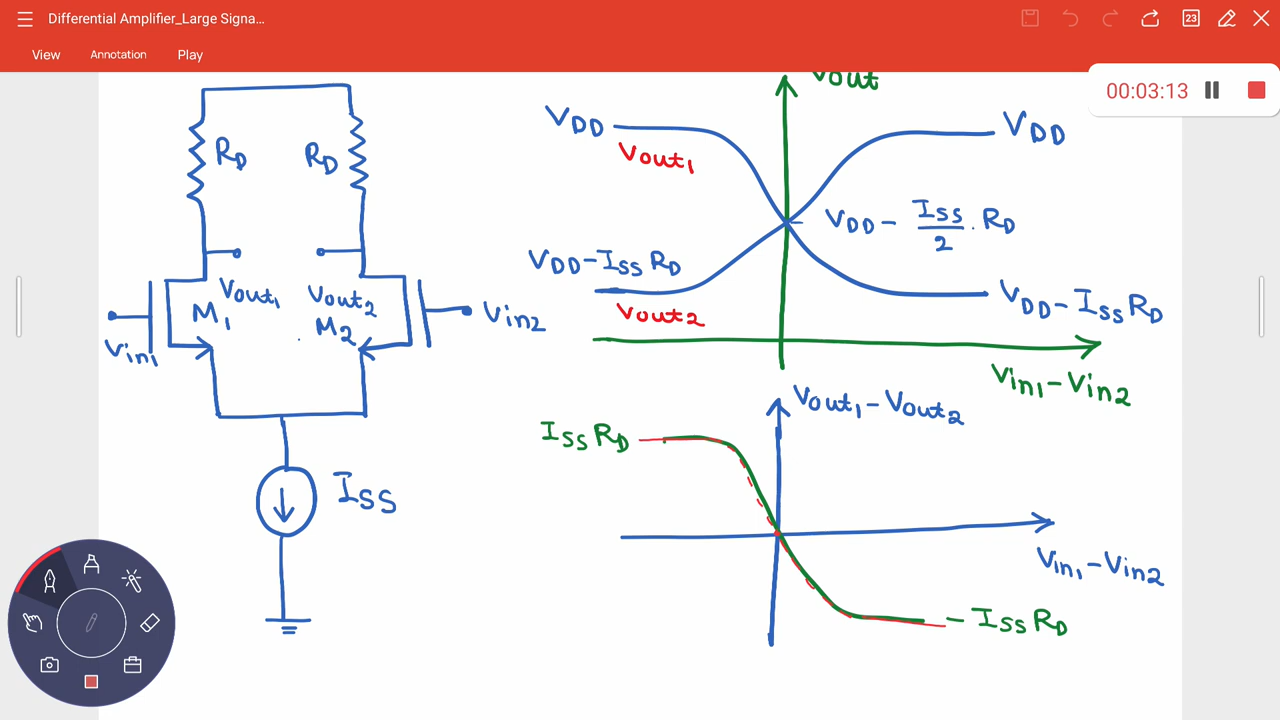 Differential Amplifier_Large Signa...
23
View
Annotation
Play
00:03:13
RD
RD
Vout1
Vout2
M1
M2
Vin1
Vin2
ISS
Vout
VDD
VDD
Vout1
VDD - ISS/2 . RD
VDD-ISS RD
VDD-ISS RD
Vout2
Vin1-Vin2
Vout1-Vout2
ISS RD
Vin1-Vin2
- ISS RD